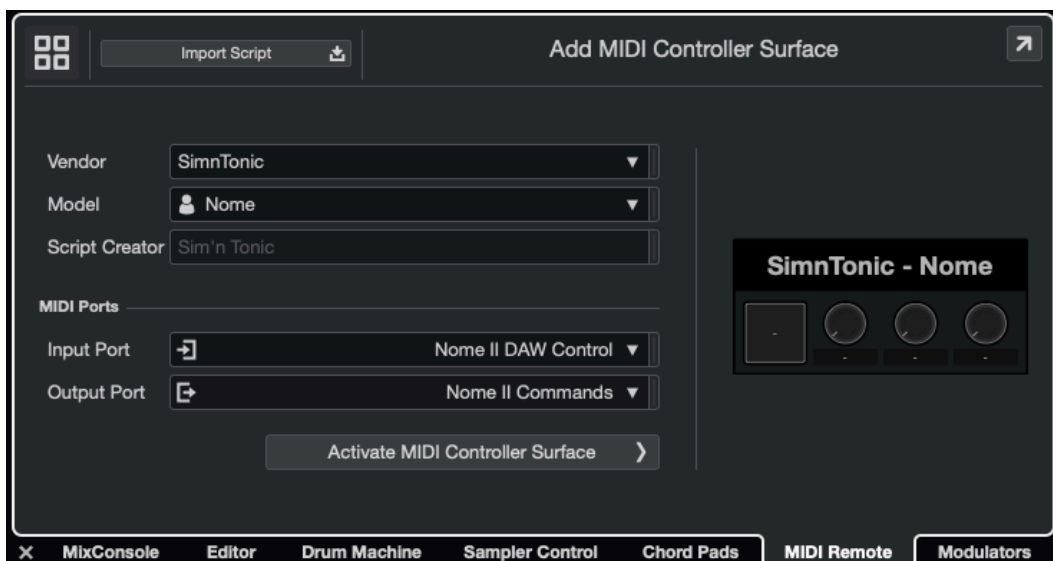 Import Script
Add MIDI Controller Surface
Vendor SimnTonic
Model Nome
Script Creator Sim'n Tonic
SimnTonic - Nome
MIDI Ports
- - - -
Input Port Nome II DAW Control
Output Port Nome II Commands
Activate MIDI Controller Surface
MixConsole Editor Drum Machine Sampler Control Chord Pads MIDI Remote Modulators